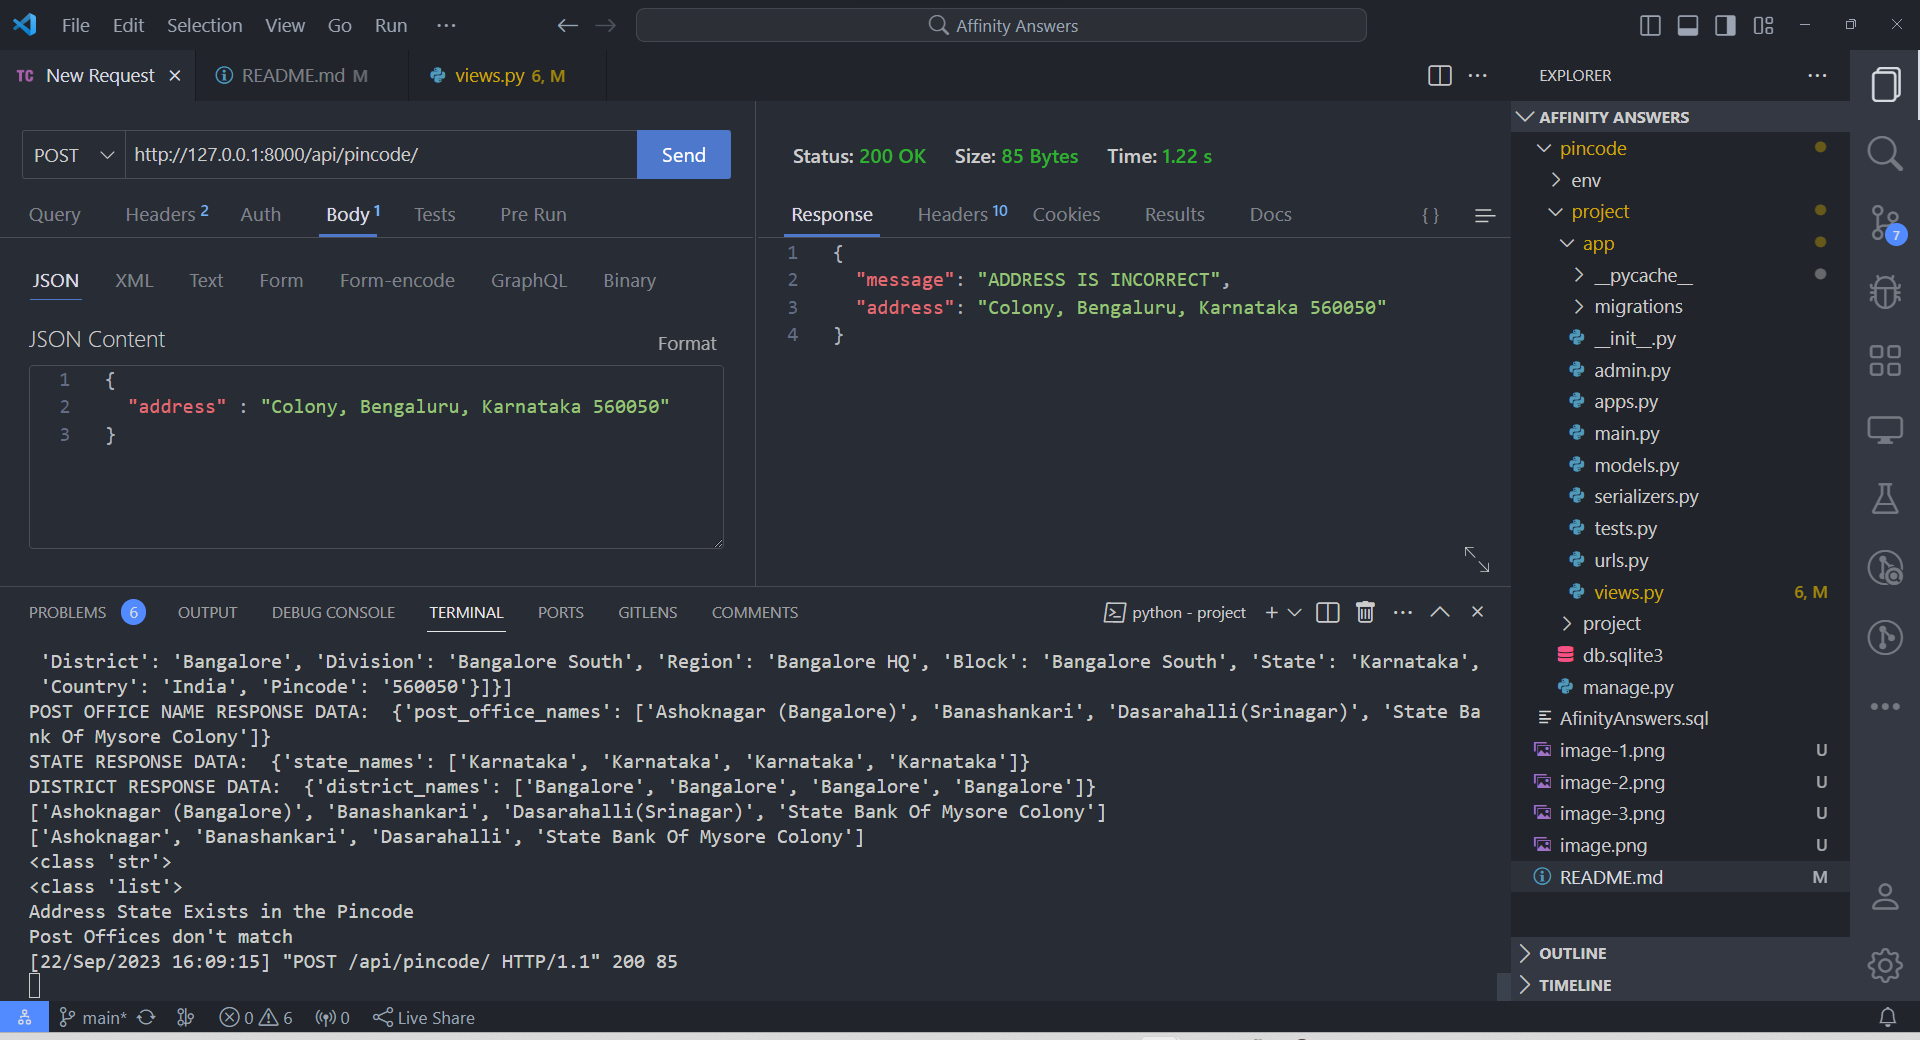 File Edit Selection View Go Run ···
Affinity Answers
TC New Request README.md M views.py 6, M
POST http://127.0.0.1:8000/api/pincode/ Send
Query Headers 2 Auth Body 1 Tests Pre Run
JSON XML Text Form Form-encode GraphQL Binary
JSON Content
Format
1 {
2 "address" : "Colony, Bengaluru, Karnataka 560050"
3 }
Status: 200 OK Size: 85 Bytes Time: 1.22 s
Response Headers 10 Cookies Results Docs { }
1 {
2 "message": "ADDRESS IS INCORRECT",
3 "address": "Colony, Bengaluru, Karnataka 560050"
4 }
PROBLEMS 6 OUTPUT DEBUG CONSOLE TERMINAL PORTS GITLENS COMMENTS
python - project
'District': 'Bangalore', 'Division': 'Bangalore South', 'Region': 'Bangalore HQ', 'Block': 'Bangalore South', 'State': 'Karnataka',
'Country': 'India', 'Pincode': '560050'}]}]
POST OFFICE NAME RESPONSE DATA:  {'post_office_names': ['Ashoknagar (Bangalore)', 'Banashankari', 'Dasarahalli(Srinagar)', 'State Ba
nk Of Mysore Colony']}
STATE RESPONSE DATA:  {'state_names': ['Karnataka', 'Karnataka', 'Karnataka', 'Karnataka']}
DISTRICT RESPONSE DATA:  {'district_names': ['Bangalore', 'Bangalore', 'Bangalore', 'Bangalore']}
['Ashoknagar (Bangalore)', 'Banashankari', 'Dasarahalli(Srinagar)', 'State Bank Of Mysore Colony']
['Ashoknagar', 'Banashankari', 'Dasarahalli', 'State Bank Of Mysore Colony']
<class 'str'>
<class 'list'>
Address State Exists in the Pincode
Post Offices don't match
[22/Sep/2023 16:09:15] "POST /api/pincode/ HTTP/1.1" 200 85
EXPLORER
AFFINITY ANSWERS
pincode
env
project
app
__pycache__
migrations
__init__.py
admin.py
apps.py
main.py
models.py
serializers.py
tests.py
urls.py
views.py 6, M
project
db.sqlite3
manage.py
AfinityAnswers.sql
image-1.png U
image-2.png U
image-3.png U
image.png U
README.md M
OUTLINE
TIMELINE
7
main* 0 6 0 Live Share